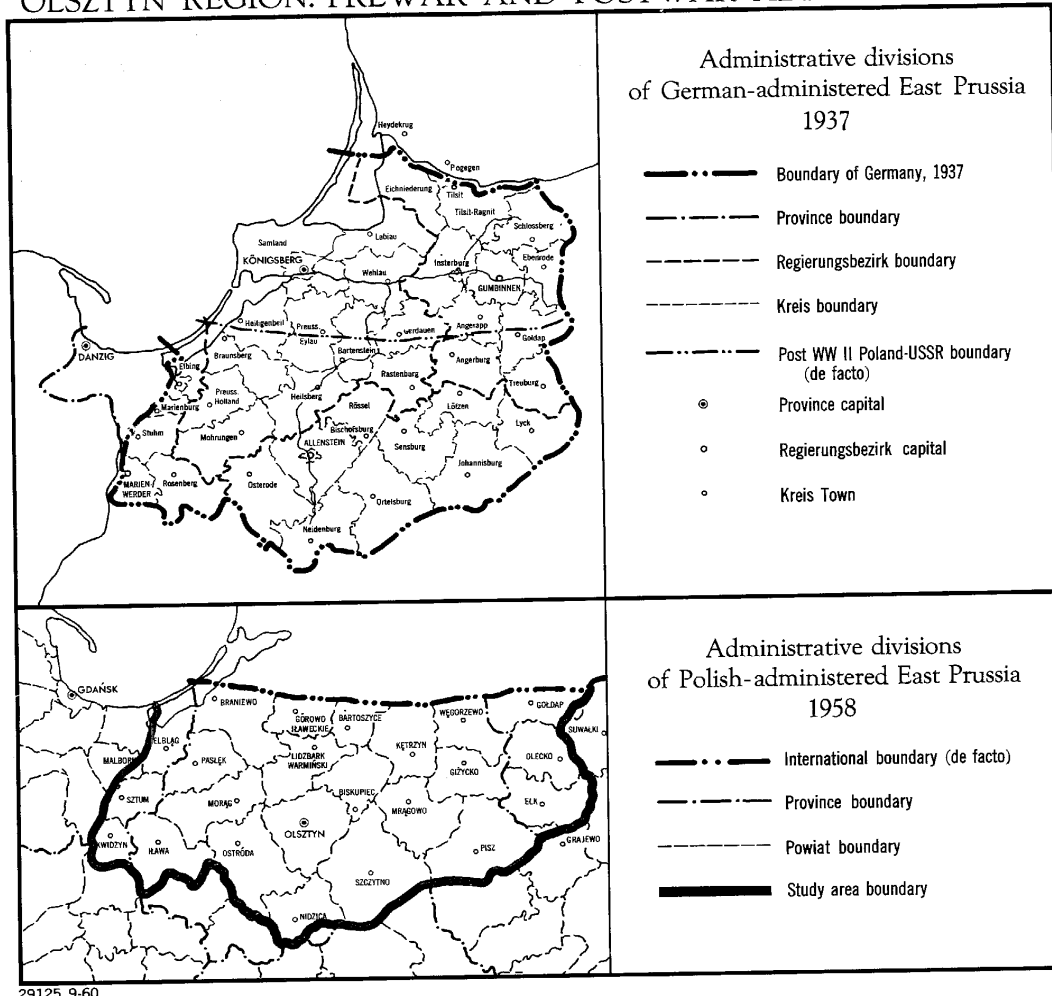 OLSZTYN REGION: PREWAR AND POSTWAR
Administrative divisions
of German-administered East Prussia
1937
Boundary of Germany, 1937
Province boundary
Regierungsbezirk boundary
Kreis boundary
Post WW II Poland-USSR boundary
(de facto)
Province capital
Regierungsbezirk capital
Kreis Town
Heydekrug
Pogegen
Eichniederung
Tilsit
Tilsit-Ragnit
Schlossberg
Labiau
Samland
KÖNIGSBERG
Insterburg
Ebenrode
Wehlau
GUMBINNEN
Heiligenbeil
Preuss.
Eylau
Gerdauen
Angerapp
Goldap
DANZIG
Braunsberg
Bartenstein
Angerburg
Elbing
Rastenburg
Treuburg
Preuss.
Holland
Heilsberg
Marienburg
Rössel
Lötzen
Stuhm
Mohrungen
Bischofsburg
Sensburg
Lyck
ALLENSTEIN
Johannisburg
MARIEN-
WERDER
Rosenberg
Osterode
Ortelsburg
Neidenburg
Administrative divisions
of Polish-administered East Prussia
1958
International boundary (de facto)
Province boundary
Powiat boundary
Study area boundary
GDAŃSK
BRANIEWO
GÓROWO
IŁAWECKIE
BARTOSZYCE
WĘGORZEWO
GOŁDAP
SUWAŁKI
ELBLĄG
MALBORK
PASŁĘK
LIDZBARK
WARMIŃSKI
KĘTRZYN
GIŻYCKO
OLECKO
SZTUM
MORĄG
BISKUPIEC
MRĄGOWO
EŁK
OLSZTYN
KWIDZYN
IŁAWA
OSTRÓDA
PISZ
GRAJEWO
SZCZYTNO
NIDZICA
29125 9-60